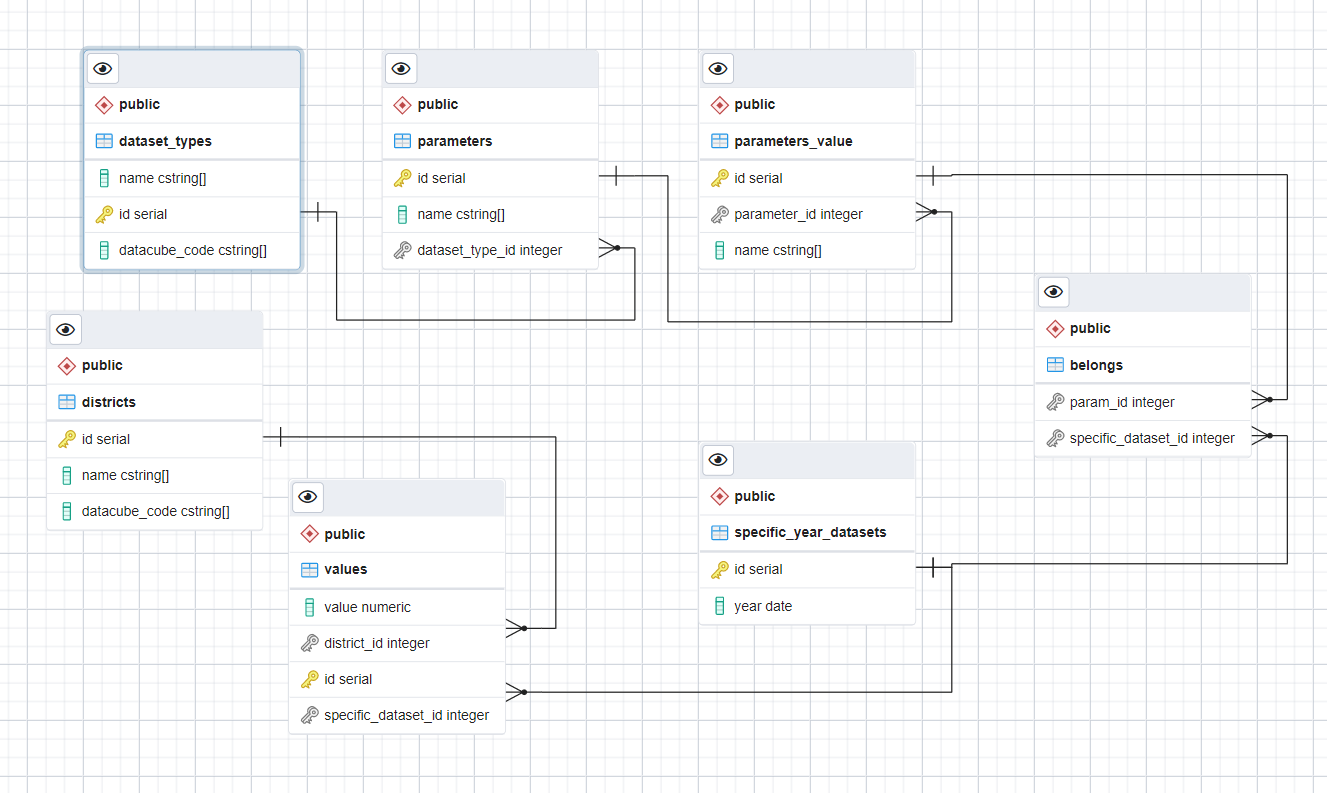 public
dataset_types
name cstring[]
id serial
datacube_code cstring[]
public
parameters
id serial
name cstring[]
dataset_type_id integer
public
parameters_value
id serial
parameter_id integer
name cstring[]
public
belongs
param_id integer
specific_dataset_id integer
public
districts
id serial
name cstring[]
datacube_code cstring[]
public
values
value numeric
district_id integer
id serial
specific_dataset_id integer
public
specific_year_datasets
id serial
year date